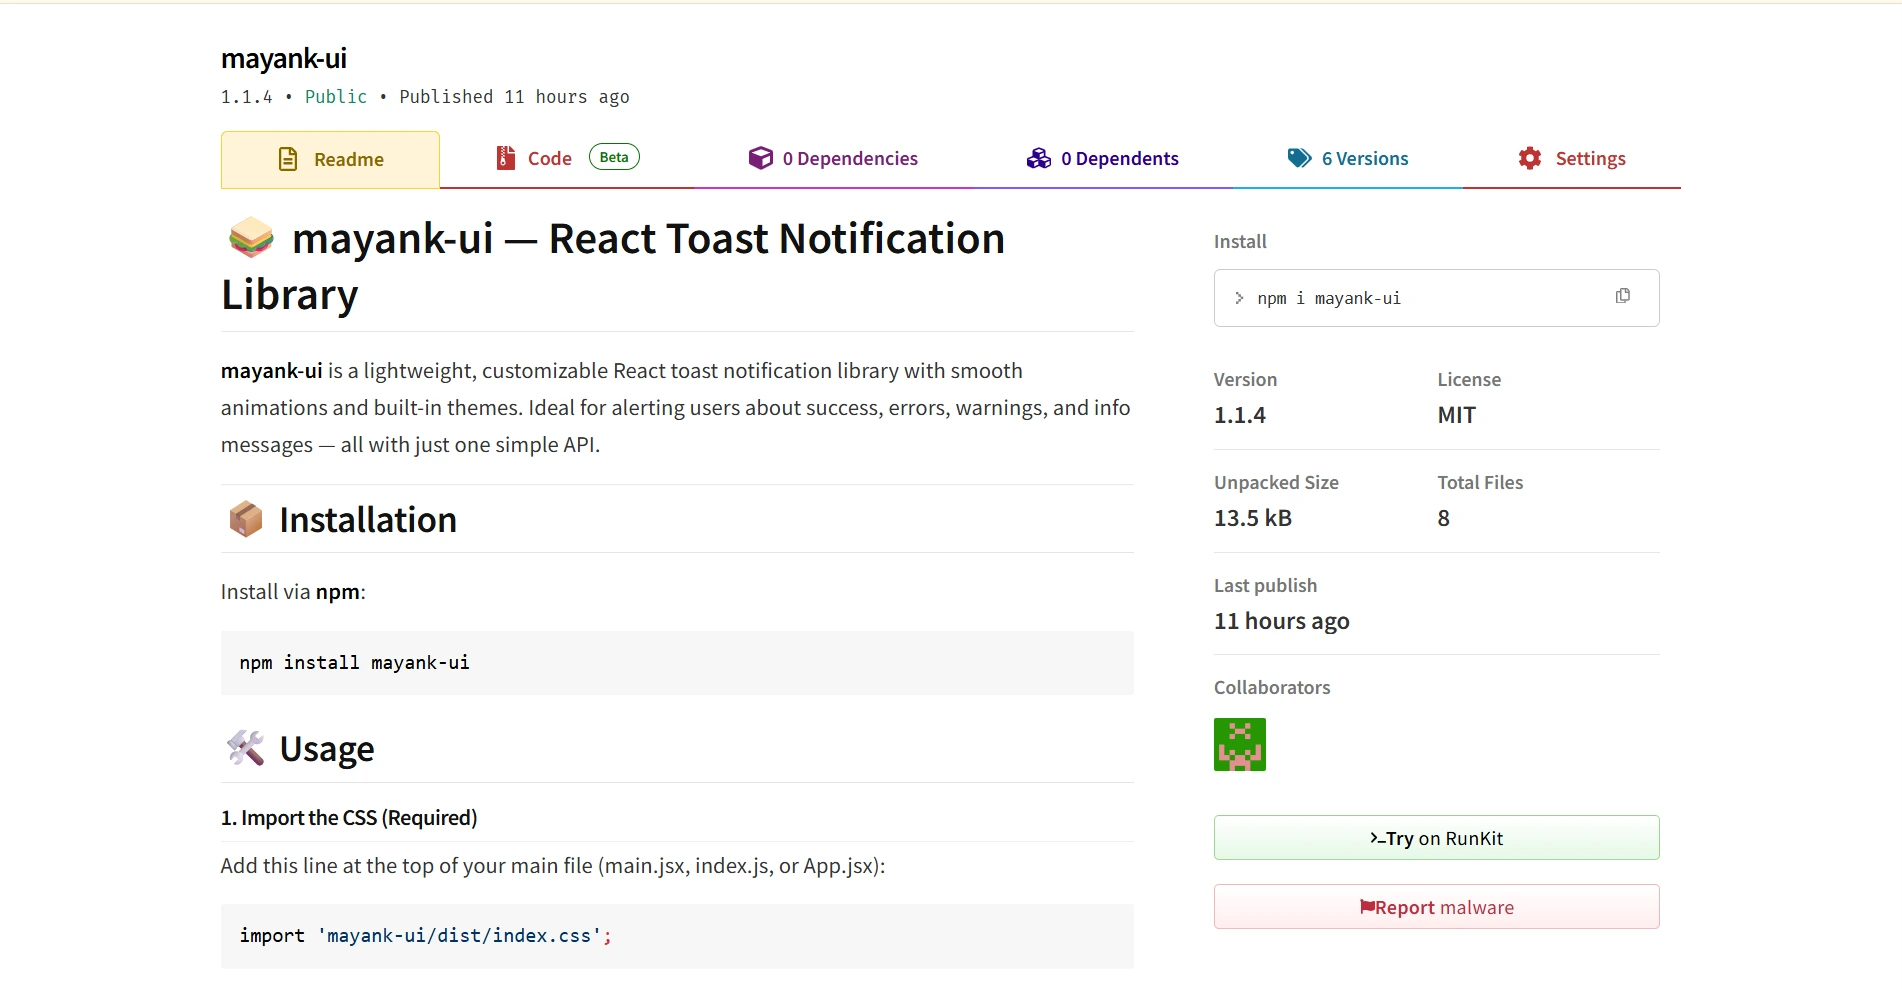 mayank-ui
1.1.4 • Public • Published 11 hours ago
Readme
Code Beta
0 Dependencies
0 Dependents
6 Versions
Settings
mayank-ui — React Toast Notification
Library
mayank-ui is a lightweight, customizable React toast notification library with smooth
animations and built-in themes. Ideal for alerting users about success, errors, warnings, and info
messages — all with just one simple API.
Installation
Install via npm:
npm install mayank-ui
Usage
1. Import the CSS (Required)
Add this line at the top of your main file (main.jsx, index.js, or App.jsx):
import 'mayank-ui/dist/index.css';
Install
> npm i mayank-ui
Version
1.1.4
License
MIT
Unpacked Size
13.5 kB
Total Files
8
Last publish
11 hours ago
Collaborators
Try on RunKit
Report malware